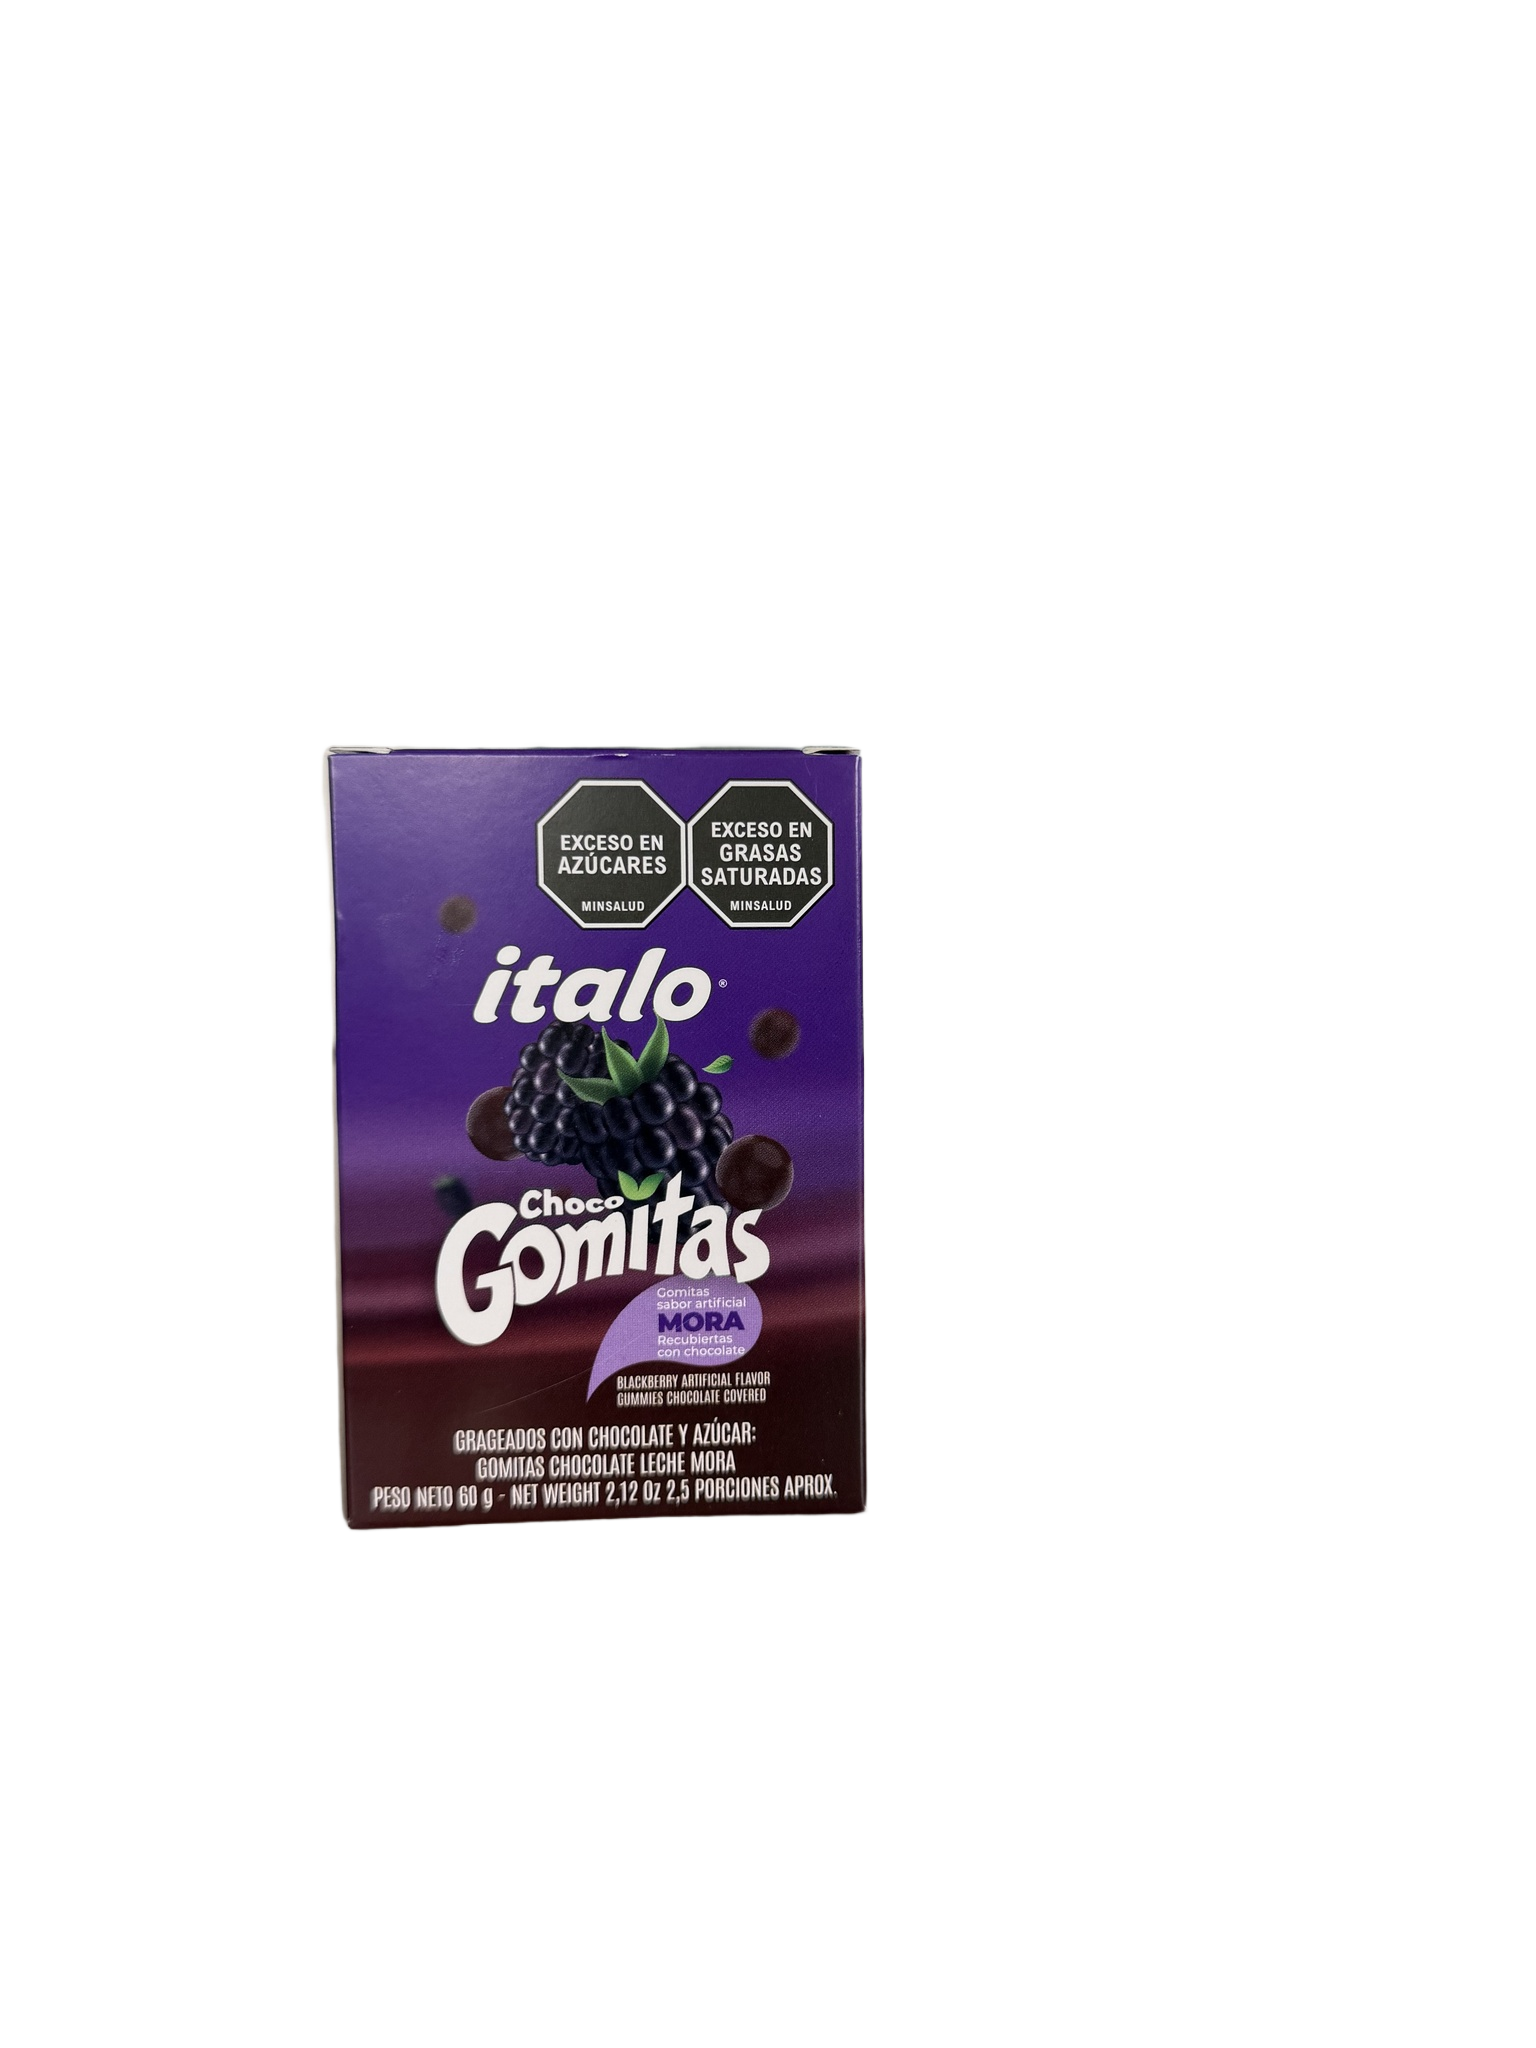 EXCESO EN
AZÚCARES
MINSALUD
EXCESO EN
GRASAS
SATURADAS
MINSALUD
italo®
Choco
Gomitas
Gomitas
sabor artificial
MORA
Recubiertas
con chocolate
BLACKBERRY ARTIFICIAL FLAVOR
GUMMIES CHOCOLATE COVERED
GRAGEADOS CON CHOCOLATE Y AZÚCAR:
GOMITAS CHOCOLATE LECHE MORA
PESO NETO 60 g - NET WEIGHT 2,12 Oz 2,5 PORCIONES APROX.